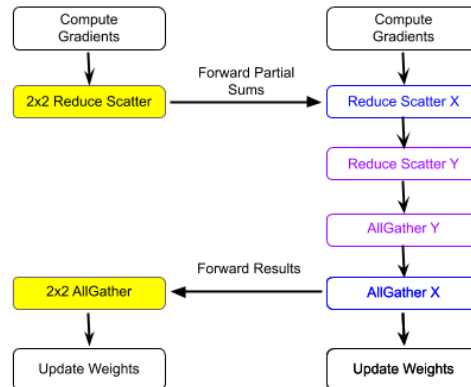 Compute
Gradients
Compute
Gradients
2x2 Reduce Scatter
Forward Partial
Sums
Reduce Scatter X
Reduce Scatter Y
AllGather Y
2x2 AllGather
Forward Results
AllGather X
Update Weights
Update Weights